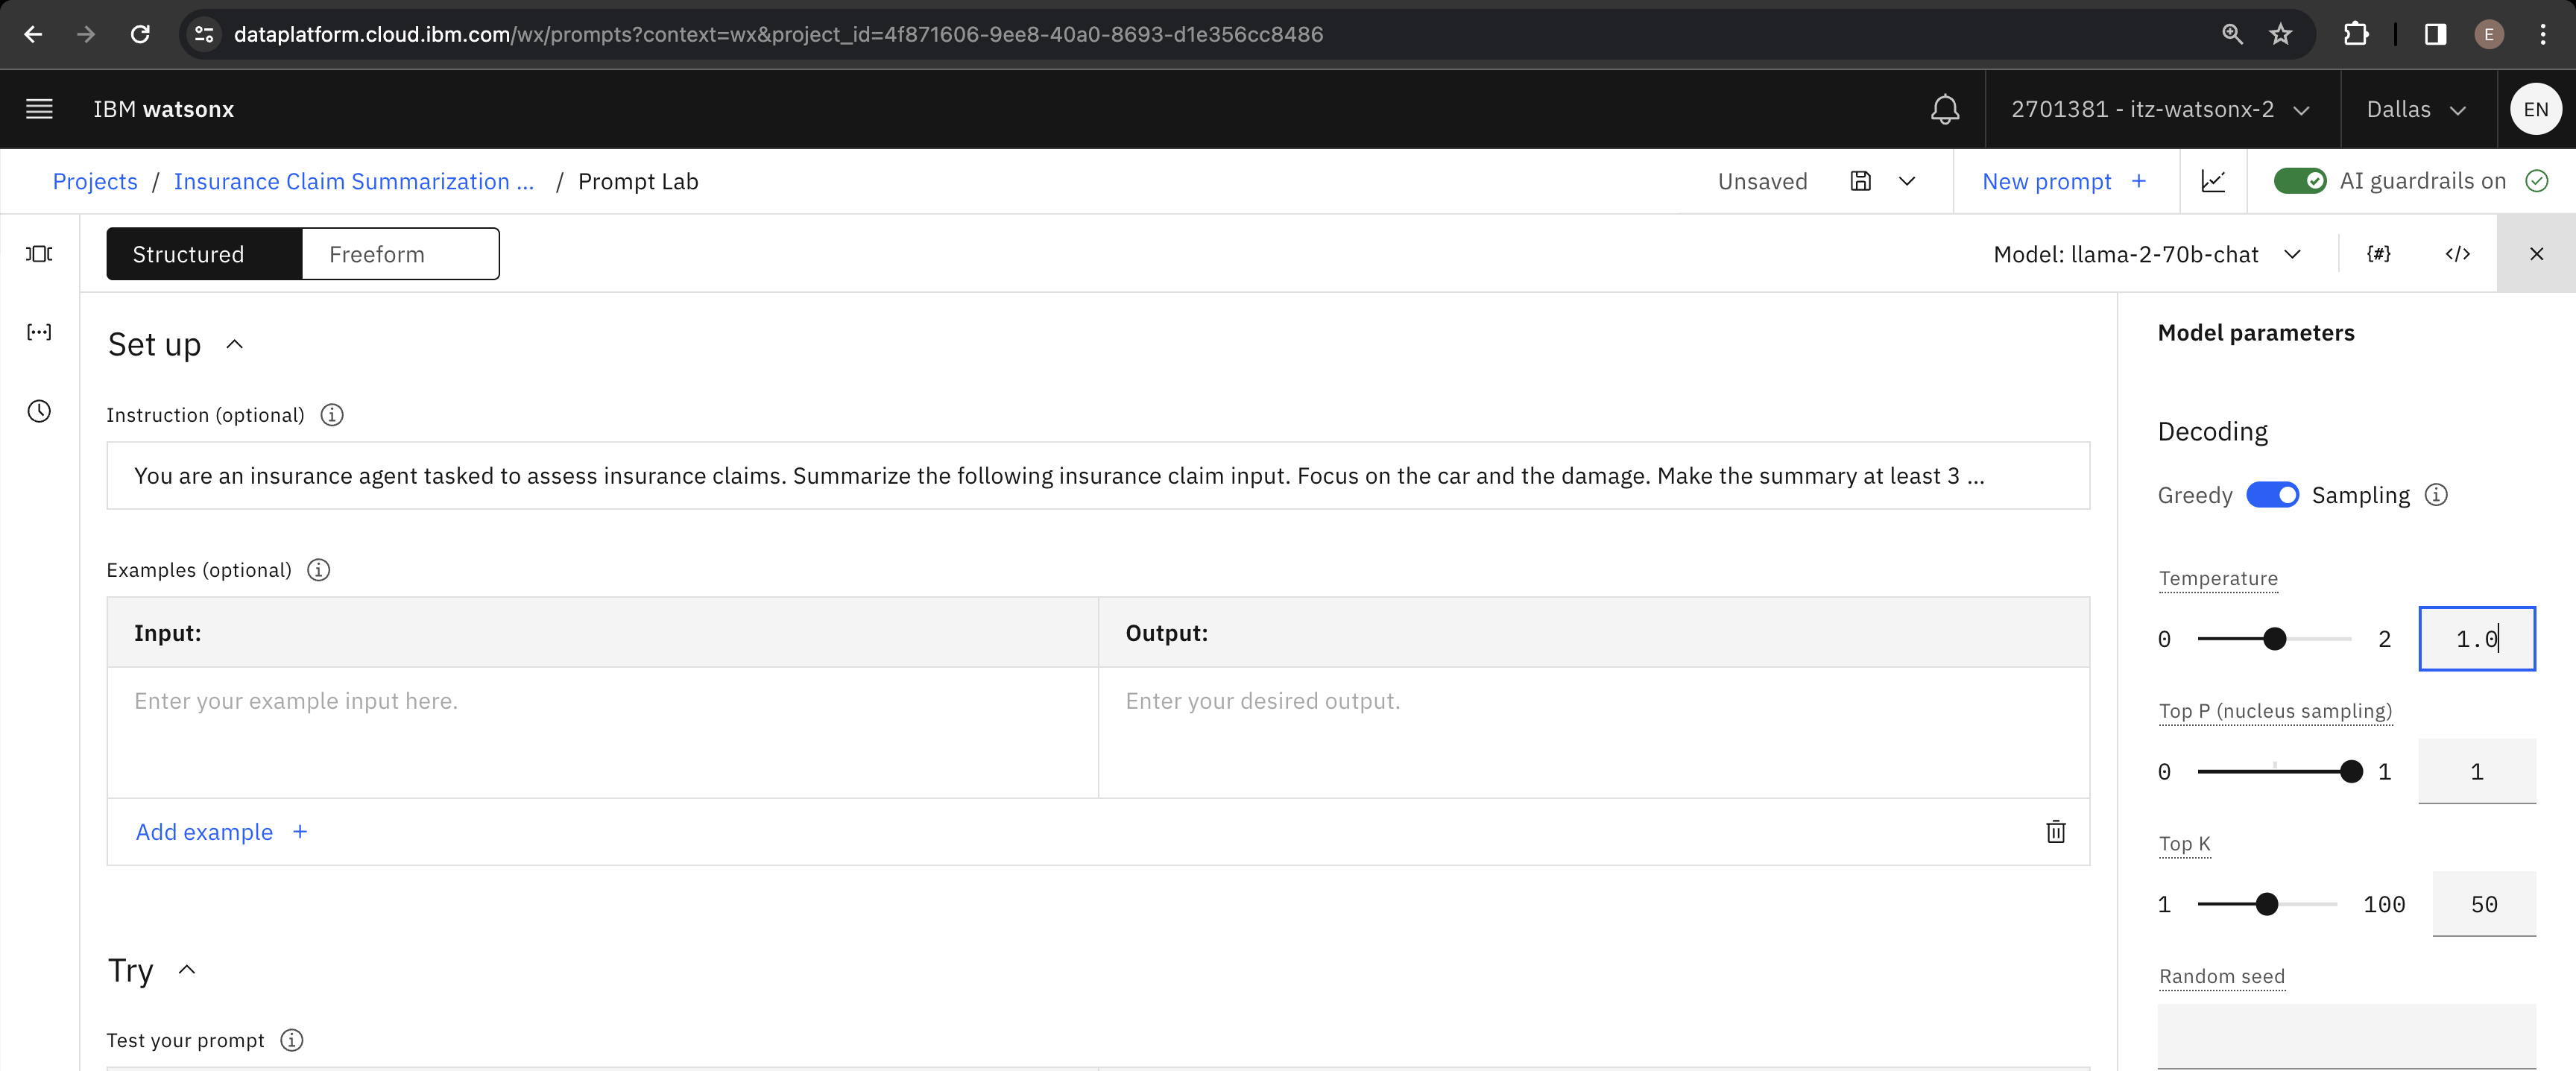 dataplatform.cloud.ibm.com/wx/prompts?context=wx&project_id=4f871606-9ee8-40a0-8693-d1e356cc8486
E
IBM watsonx
2701381 - itz-watsonx-2
Dallas
EN
Projects / Insurance Claim Summarization ... / Prompt Lab
Unsaved
New prompt +
AI guardrails on
Structured
Freeform
Model: llama-2-70b-chat
{#}
</>
Set up
Instruction (optional)
You are an insurance agent tasked to assess insurance claims. Summarize the following insurance claim input. Focus on the car and the damage. Make the summary at least 3 ...
Examples (optional)
Input:
Output:
Enter your example input here.
Enter your desired output.
Add example +
Try
Test your prompt
Model parameters
Decoding
Greedy
Sampling
Temperature
0
2
1.0
Top P (nucleus sampling)
0
1
1
Top K
1
100
50
Random seed